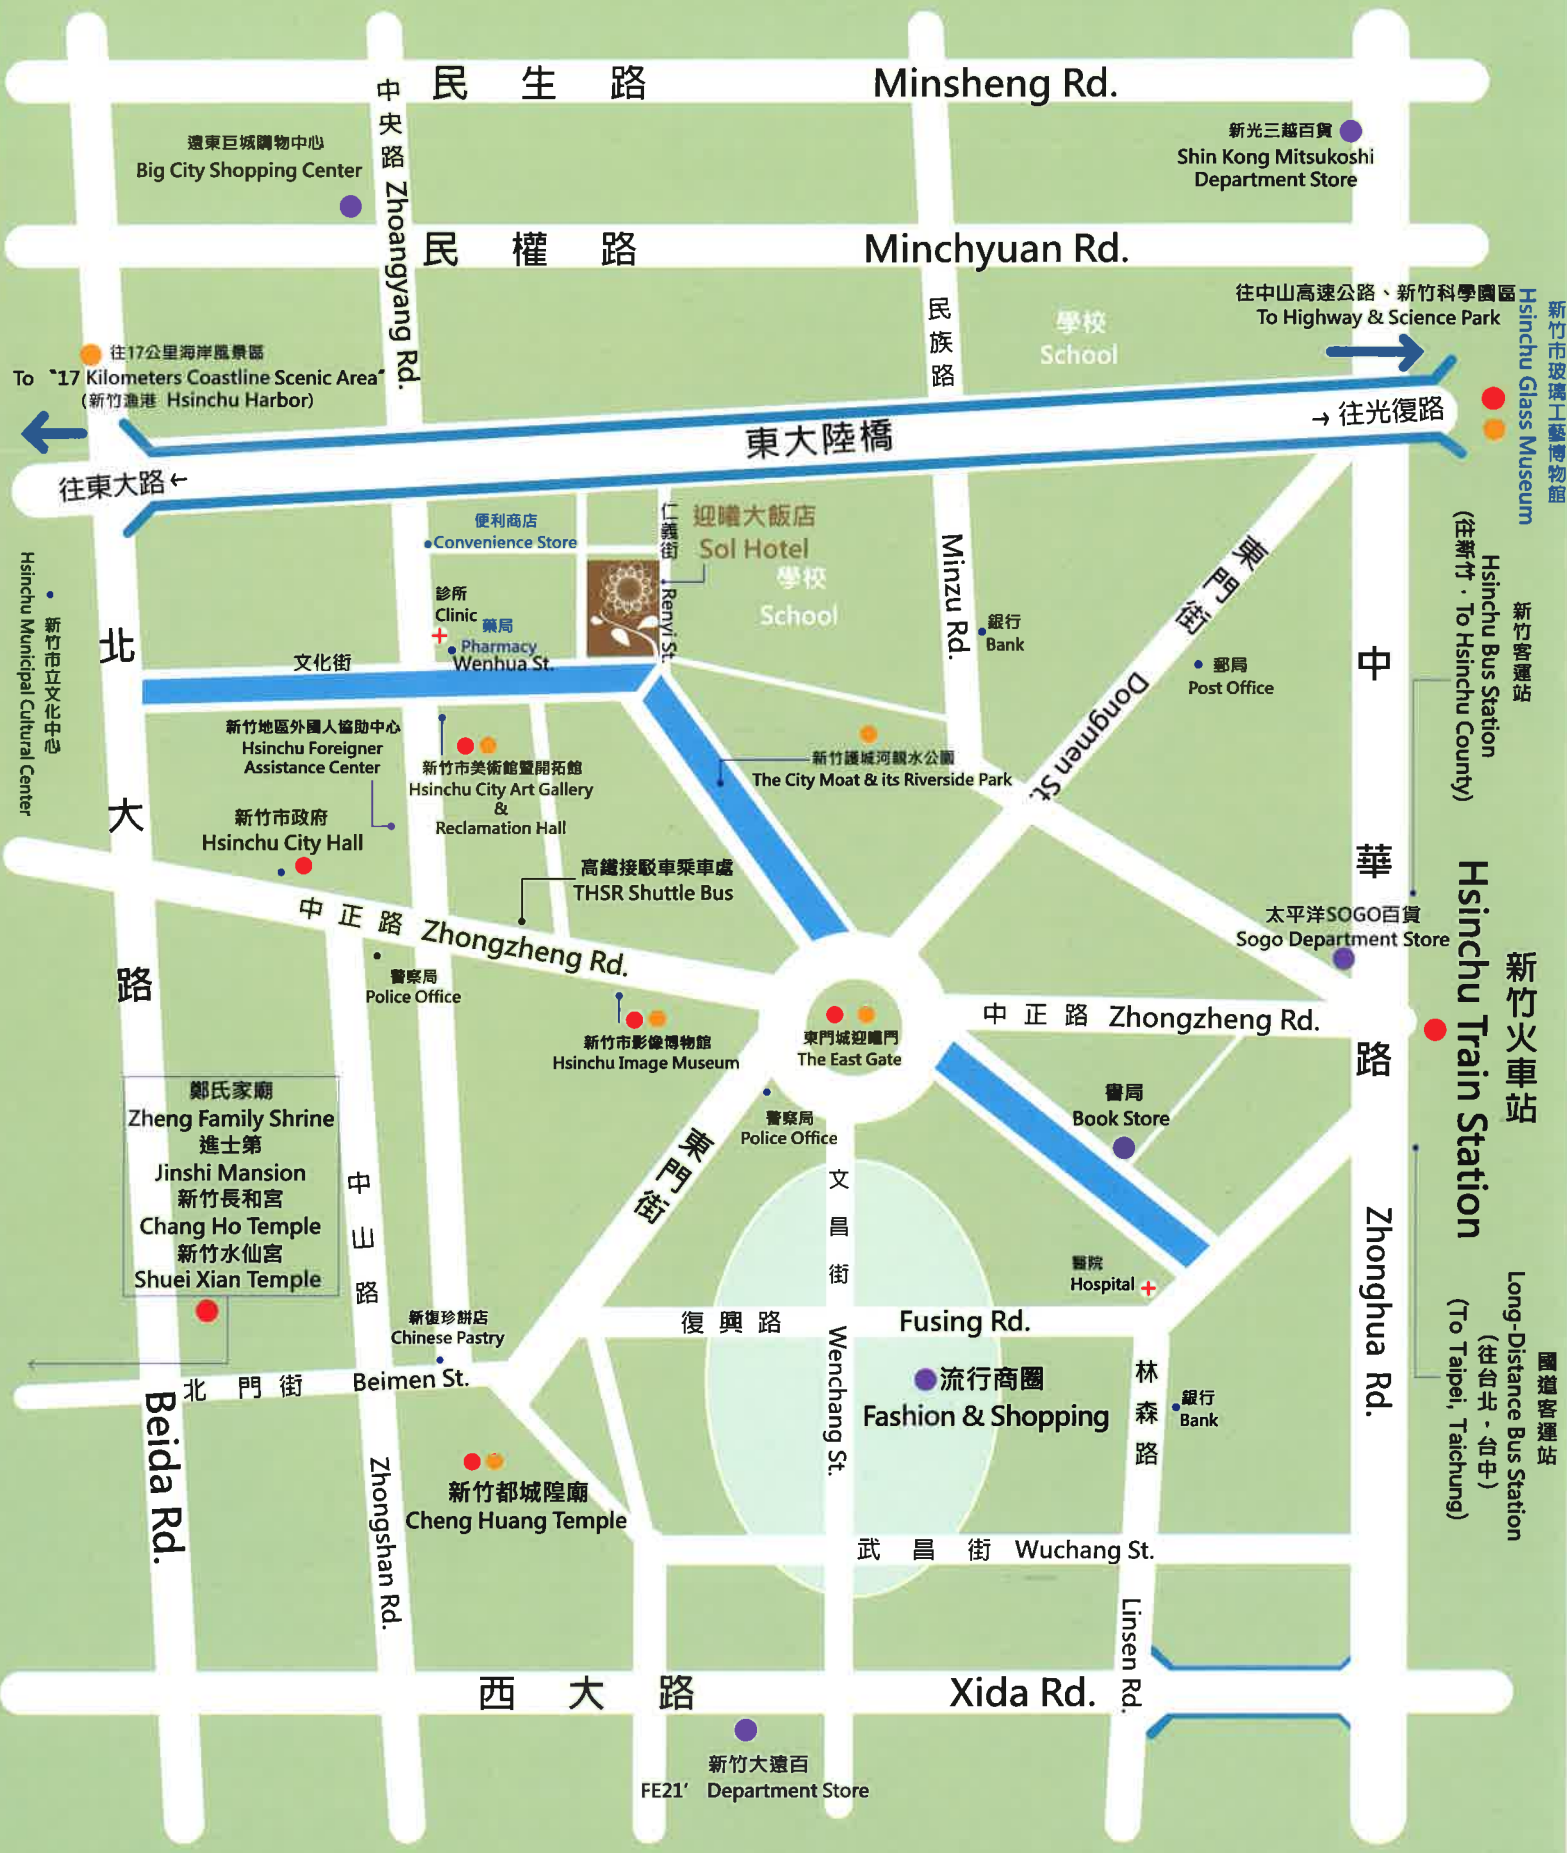 民 生 路 Minsheng Rd.
中央路 Zhoangyang Rd.
遠東巨城購物中心
Big City Shopping Center
新光三越百貨
Shin Kong Mitsukoshi
Department Store
民 權 路 Minchyuan Rd.
民族路
學校
School
往中山高速公路、新竹科學園區
To Highway & Science Park
新竹市玻璃工藝博物館
Hsinchu Glass Museum
往17公里海岸風景區
To “17 Kilometers Coastline Scenic Area”
(新竹漁港 Hsinchu Harbor)
→ 往光復路
東大陸橋
往東大路←
便利商店
Convenience Store
仁義街 Renyi St.
迎曦大飯店
Sol Hotel
學校
School
診所
Clinic
藥局
Pharmacy
文化街 Wenhua St.
Minzu Rd.
銀行
Bank
東門街
Dongmen St.
郵局
Post Office
新竹客運站
Hsinchu Bus Station
(往新竹．To Hsinchu County)
新竹市立文化中心
Hsinchu Municipal Cultural Center
北大路
新竹地區外國人協助中心
Hsinchu Foreigner
Assistance Center
新竹市美術館暨開拓館
Hsinchu City Art Gallery
&
Reclamation Hall
新竹護城河親水公園
The City Moat & its Riverside Park
新竹市政府
Hsinchu City Hall
高鐵接駁車乘車處
THSR Shuttle Bus
中正路 Zhongzheng Rd.
警察局
Police Office
新竹市影像博物館
Hsinchu Image Museum
東門城迎曦門
The East Gate
中 正 路 Zhongzheng Rd.
太平洋SOGO百貨
Sogo Department Store
中華路
新竹火車站
Hsinchu Train Station
書局
Book Store
警察局
Police Office
東門街
鄭氏家廟
Zheng Family Shrine
進士第
Jinshi Mansion
新竹長和宮
Chang Ho Temple
新竹水仙宮
Shuei Xian Temple
中山路
文昌街
Wenchang St.
醫院
Hospital
Zhonghua Rd.
國道客運站
Long-Distance Bus Station
(往台北．台中)
(To Taipei, Taichung)
新復珍餅店
Chinese Pastry
復興路 Fusing Rd.
北 門 街 Beimen St.
流行商圈
Fashion & Shopping
林森路
銀行
Bank
Beida Rd.
Zhongshan Rd.
新竹都城隍廟
Cheng Huang Temple
武 昌 街 Wuchang St.
Linsen Rd.
西 大 路 Xida Rd.
新竹大遠百
FE21’ Department Store